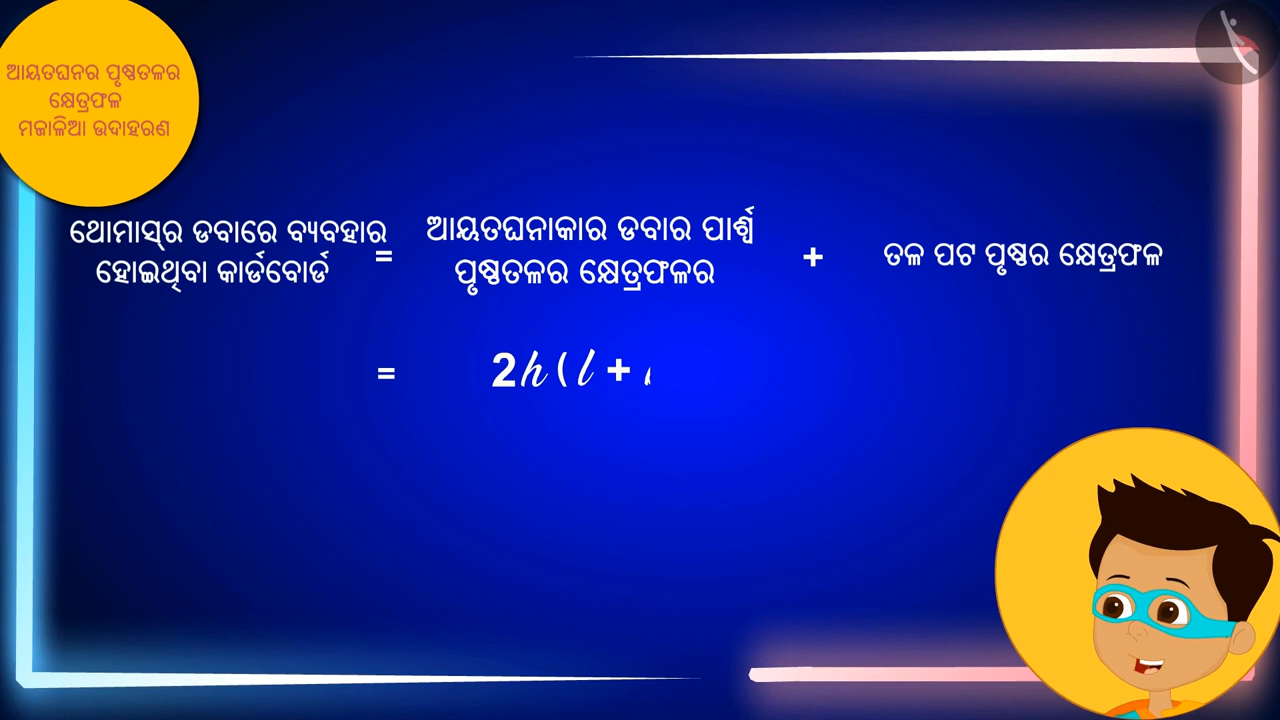 ଆୟତଘନର ପୃଷ୍ଠତଳର
କ୍ଷେତ୍ରଫଳ
ମଜାଳିଆ ଉଦାହରଣ
ଥୋମାସ୍‌ର ଡବାରେ ବ୍ୟବହାର
ହୋଇଥିବା କାର୍ଡବୋର୍ଡ
=
ଆୟତଘନାକାର ଡବାର ପାର୍ଶ୍ଵ
ପୃଷ୍ଠତଳର କ୍ଷେତ୍ରଫଳର
+
ତଳ ପଟ ପୃଷ୍ଠର କ୍ଷେତ୍ରଫଳ
= 2h(l +